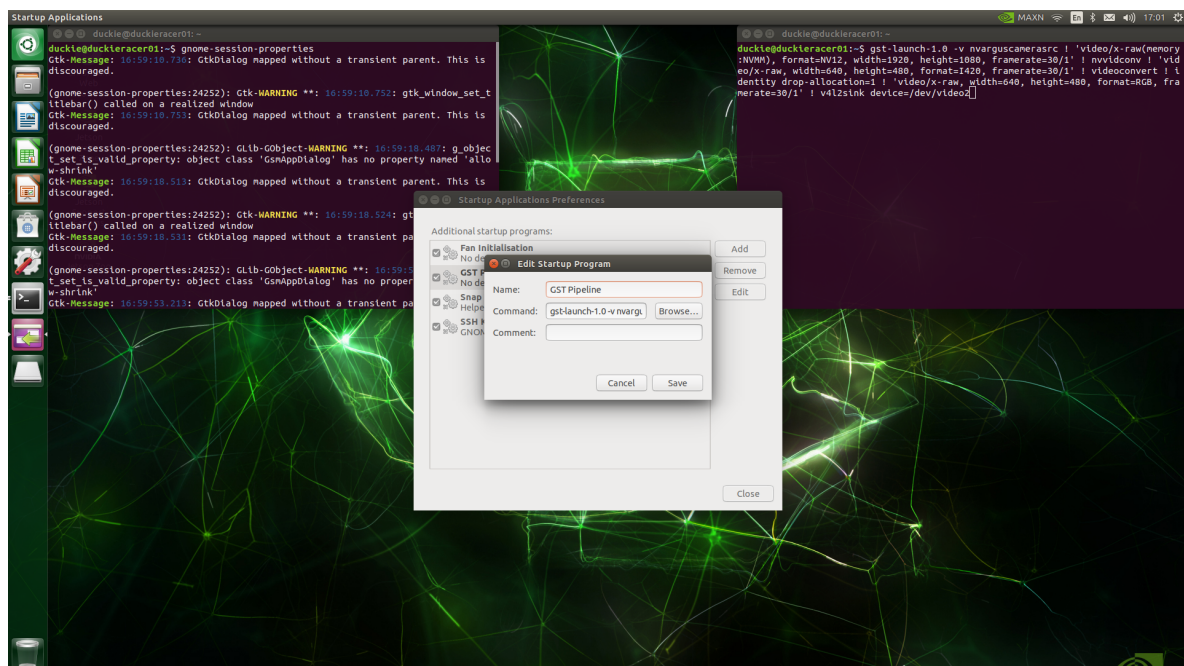 Startup Applications
MAXN En 17:01
duckie@duckieracer01: ~
duckie@duckieracer01:~$ gnome-session-properties
Gtk-Message: 16:59:10.736: GtkDialog mapped without a transient parent. This is
discouraged.
(gnome-session-properties:24252): Gtk-WARNING **: 16:59:10.752: gtk_window_set_t
itlebar() called on a realized window
Gtk-Message: 16:59:10.753: GtkDialog mapped without a transient parent. This is
discouraged.
(gnome-session-properties:24252): GLib-GObject-WARNING **: 16:59:18.487: g_objec
t_set_is_valid_property: object class 'GsmAppDialog' has no property named 'allo
w-shrink'
Gtk-Message: 16:59:18.513: GtkDialog mapped without a transient parent. This is
discouraged.
(gnome-session-properties:24252): Gtk-WARNING **: 16:59:18.524: gt
itlebar() called on a realized window
Gtk-Message: 16:59:18.531: GtkDialog mapped without a transient pa
discouraged.
(gnome-session-properties:24252): GLib-GObject-WARNING **: 16:59:5
t_set_is_valid_property: object class 'GsmAppDialog' has no proper
w-shrink'
Gtk-Message: 16:59:53.213: GtkDialog mapped without a transient pa
duckie@duckieracer01: ~
duckie@duckieracer01:~$ gst-launch-1.0 -v nvarguscamerasrc ! 'video/x-raw(memory
:NVMM), format=NV12, width=1920, height=1080, framerate=30/1' ! nvvidconv ! 'vid
eo/x-raw, width=640, height=480, format=I420, framerate=30/1' ! videoconvert ! i
dentity drop-allocation=1 ! 'video/x-raw, width=640, height=480, format=RGB, fra
merate=30/1' ! v4l2sink device=/dev/video2
Startup Applications Preferences
Additional startup programs:
Fan Initialisation
No de
GST P
No de
Snap
Helpe
SSH K
GNOM
Add
Remove
Edit
Close
Edit Startup Program
Name: GST Pipeline
Command: gst-launch-1.0 -v nvargu Browse...
Comment:
Cancel Save